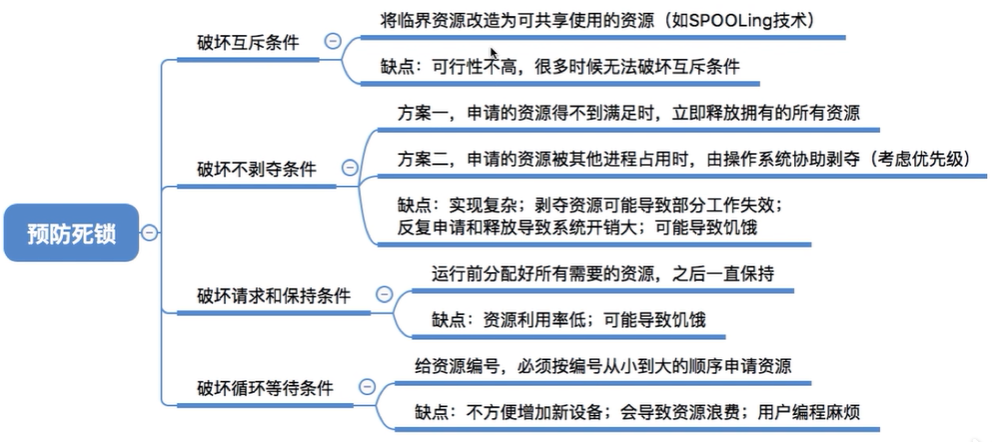 预防死锁
破坏互斥条件
将临界资源改造为可共享使用的资源（如SPOOLing技术）
缺点：可行性不高，很多时候无法破坏互斥条件
破坏不剥夺条件
方案一，申请的资源得不到满足时，立即释放拥有的所有资源
方案二，申请的资源被其他进程占用时，由操作系统协助剥夺（考虑优先级）
缺点：实现复杂；剥夺资源可能导致部分工作失效；
反复申请和释放导致系统开销大；可能导致饥饿
破坏请求和保持条件
运行前分配好所有需要的资源，之后一直保持
缺点：资源利用率低；可能导致饥饿
破坏循环等待条件
给资源编号，必须按编号从小到大的顺序申请资源
缺点：不方便增加新设备；会导致资源浪费；用户编程麻烦